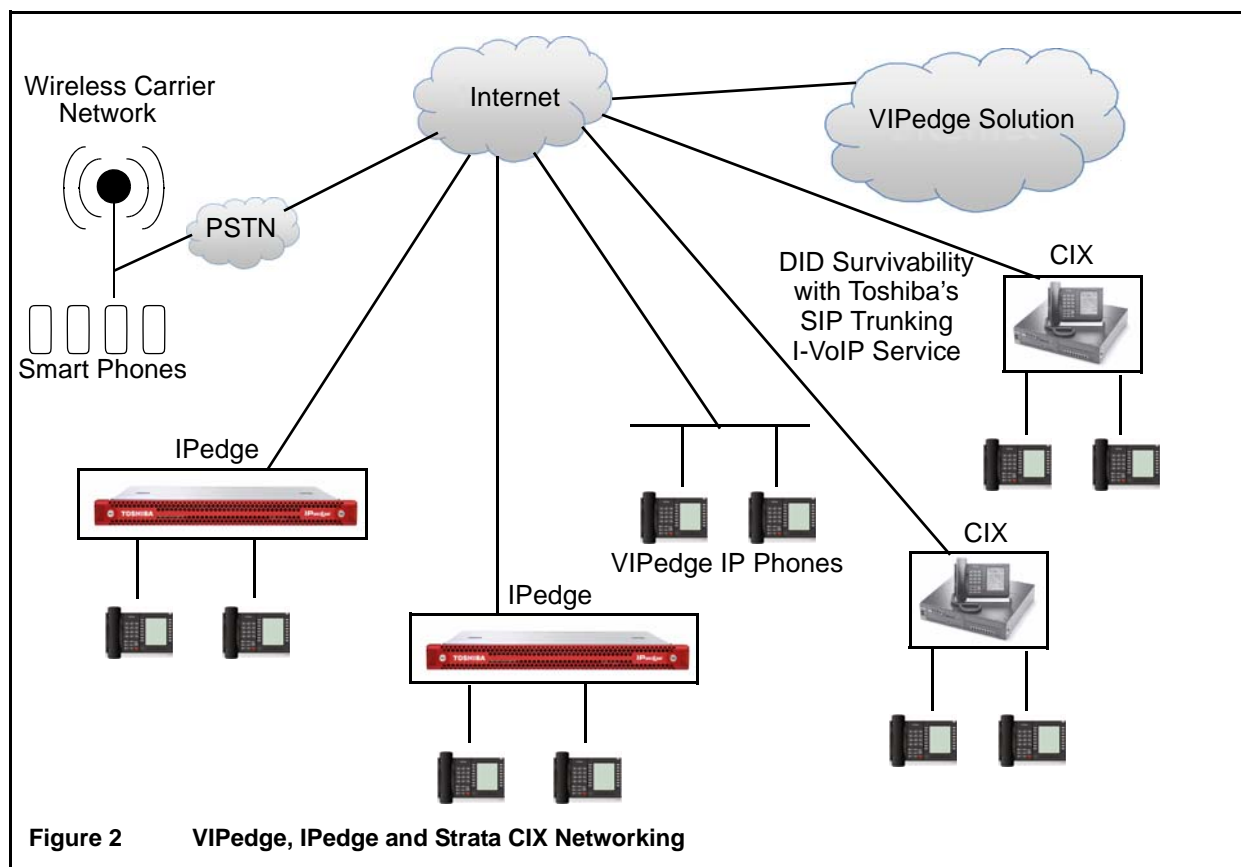 Wireless Carrier
Network
Internet
VIPedge Solution
PSTN
Smart Phones
DID Survivability
with Toshiba's
SIP Trunking
I-VoIP Service
CIX
IPedge
TOSHIBA
IPedge
VIPedge IP Phones
CIX
IPedge
TOSHIBA
IPedge
Figure 2 VIPedge, IPedge and Strata CIX Networking